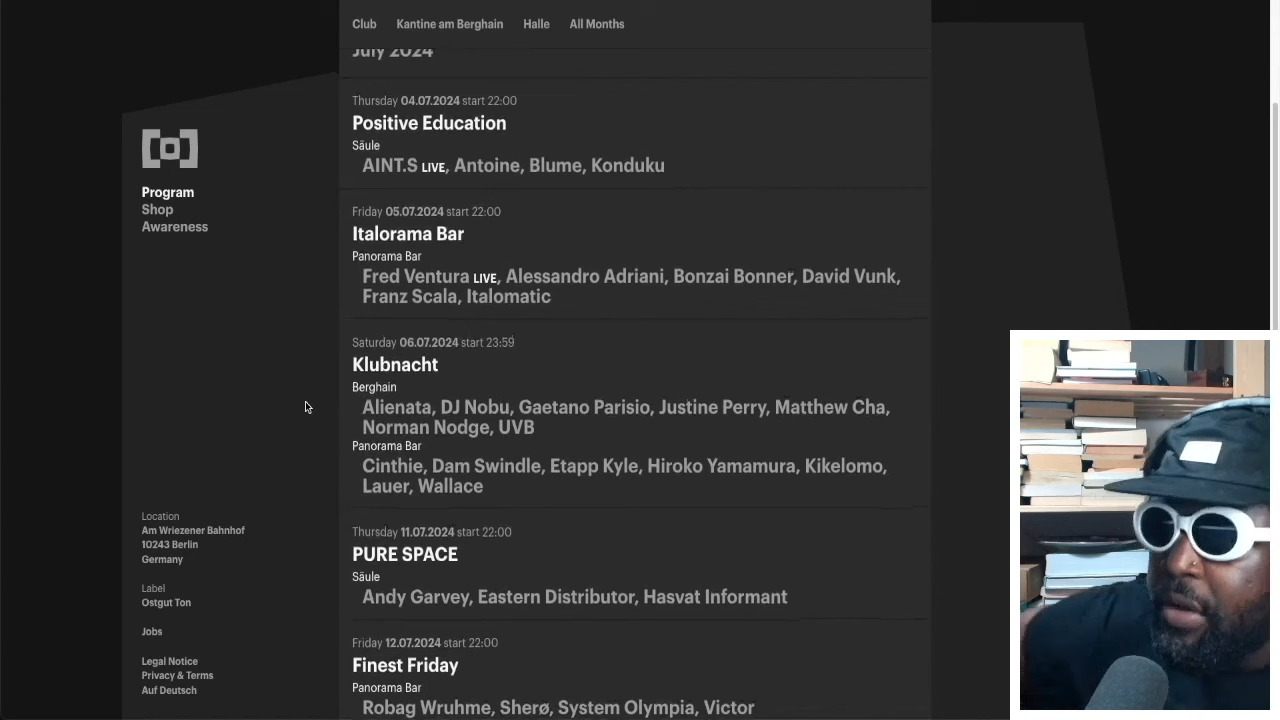 Club Kantine am Berghain Halle All Months
July 2024
Thursday 04.07.2024 start 22:00
Positive Education
Säule
AINT.S LIVE, Antoine, Blume, Konduku
Friday 05.07.2024 start 22:00
Italorama Bar
Panorama Bar
Fred Ventura LIVE, Alessandro Adriani, Bonzai Bonner, David Vunk,
Franz Scala, Italomatic
Saturday 06.07.2024 start 23:59
Klubnacht
Berghain
Alienata, DJ Nobu, Gaetano Parisio, Justine Perry, Matthew Cha,
Norman Nodge, UVB
Panorama Bar
Cinthie, Dam Swindle, Etapp Kyle, Hiroko Yamamura, Kikelomo,
Lauer, Wallace
Thursday 11.07.2024 start 22:00
PURE SPACE
Säule
Andy Garvey, Eastern Distributor, Hasvat Informant
Friday 12.07.2024 start 22:00
Finest Friday
Panorama Bar
Robag Wruhme, Sherø, System Olympia, Victor
Program
Shop
Awareness
Location
Am Wriezener Bahnhof
10243 Berlin
Germany
Label
Ostgut Ton
Jobs
Legal Notice
Privacy & Terms
Auf Deutsch